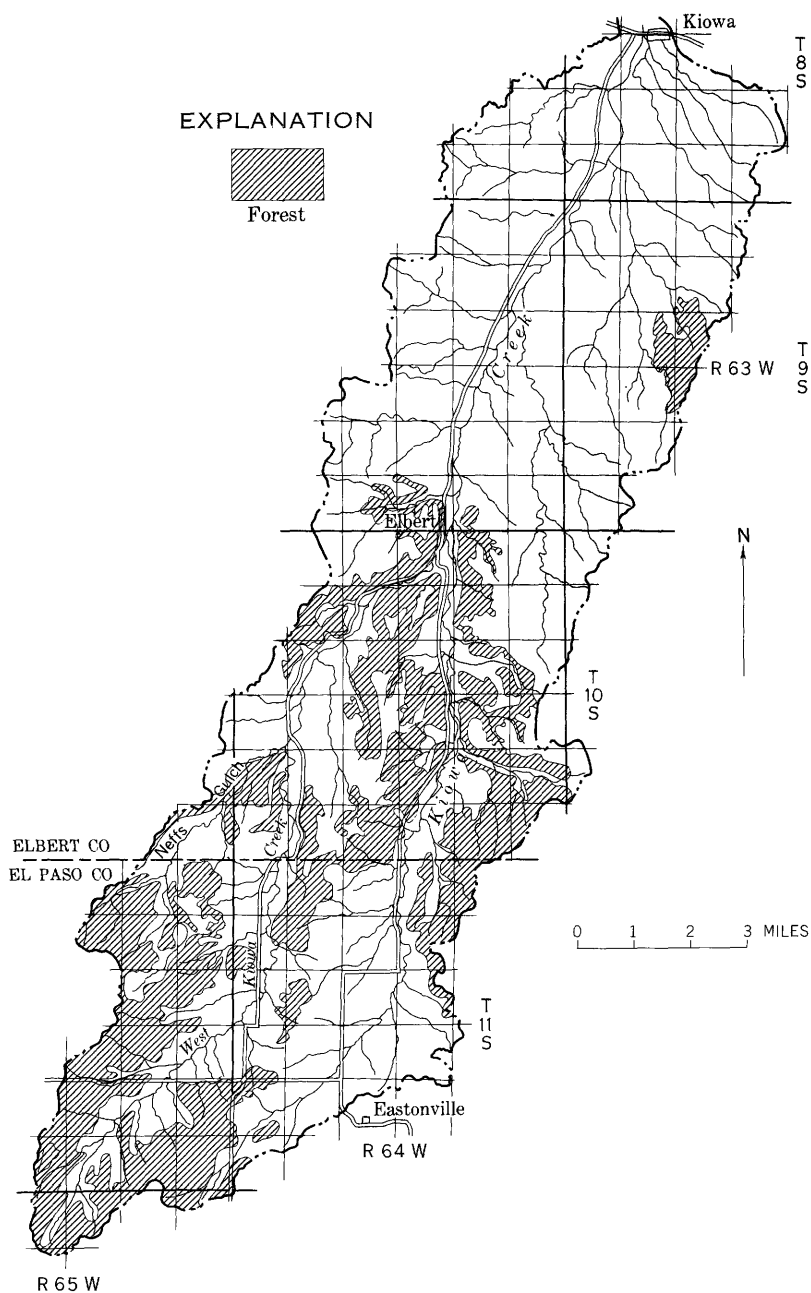 Kiowa
T
8
S
EXPLANATION
Forest
Creek
R 63 W
T
9
S
Elbert
N
T
10
S
Kiowa
Neffs Gulch
Creek
ELBERT CO
EL PASO CO
0 1 2 3 MILES
Kiowa
West
T
11
S
Eastonville
R 64 W
R 65 W